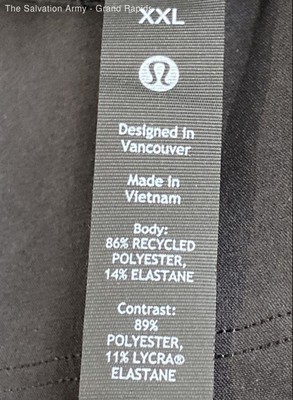 The Salvation Army - Grand Rapids
XXL
Designed in
Vancouver
Made in
Vietnam
Body:
86% RECYCLED
POLYESTER,
14% ELASTANE
Contrast:
89%
POLYESTER,
11% LYCRA®
ELASTANE